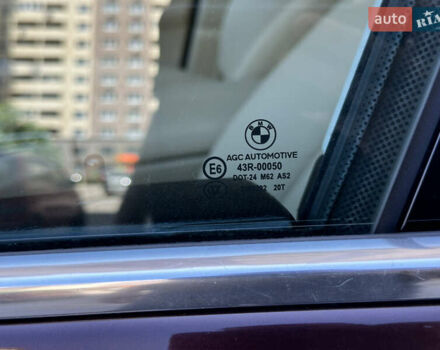 auto RIA
BMW
AGC AUTOMOTIVE
E6 43R-00050
DOT-24 M62 AS2
20T